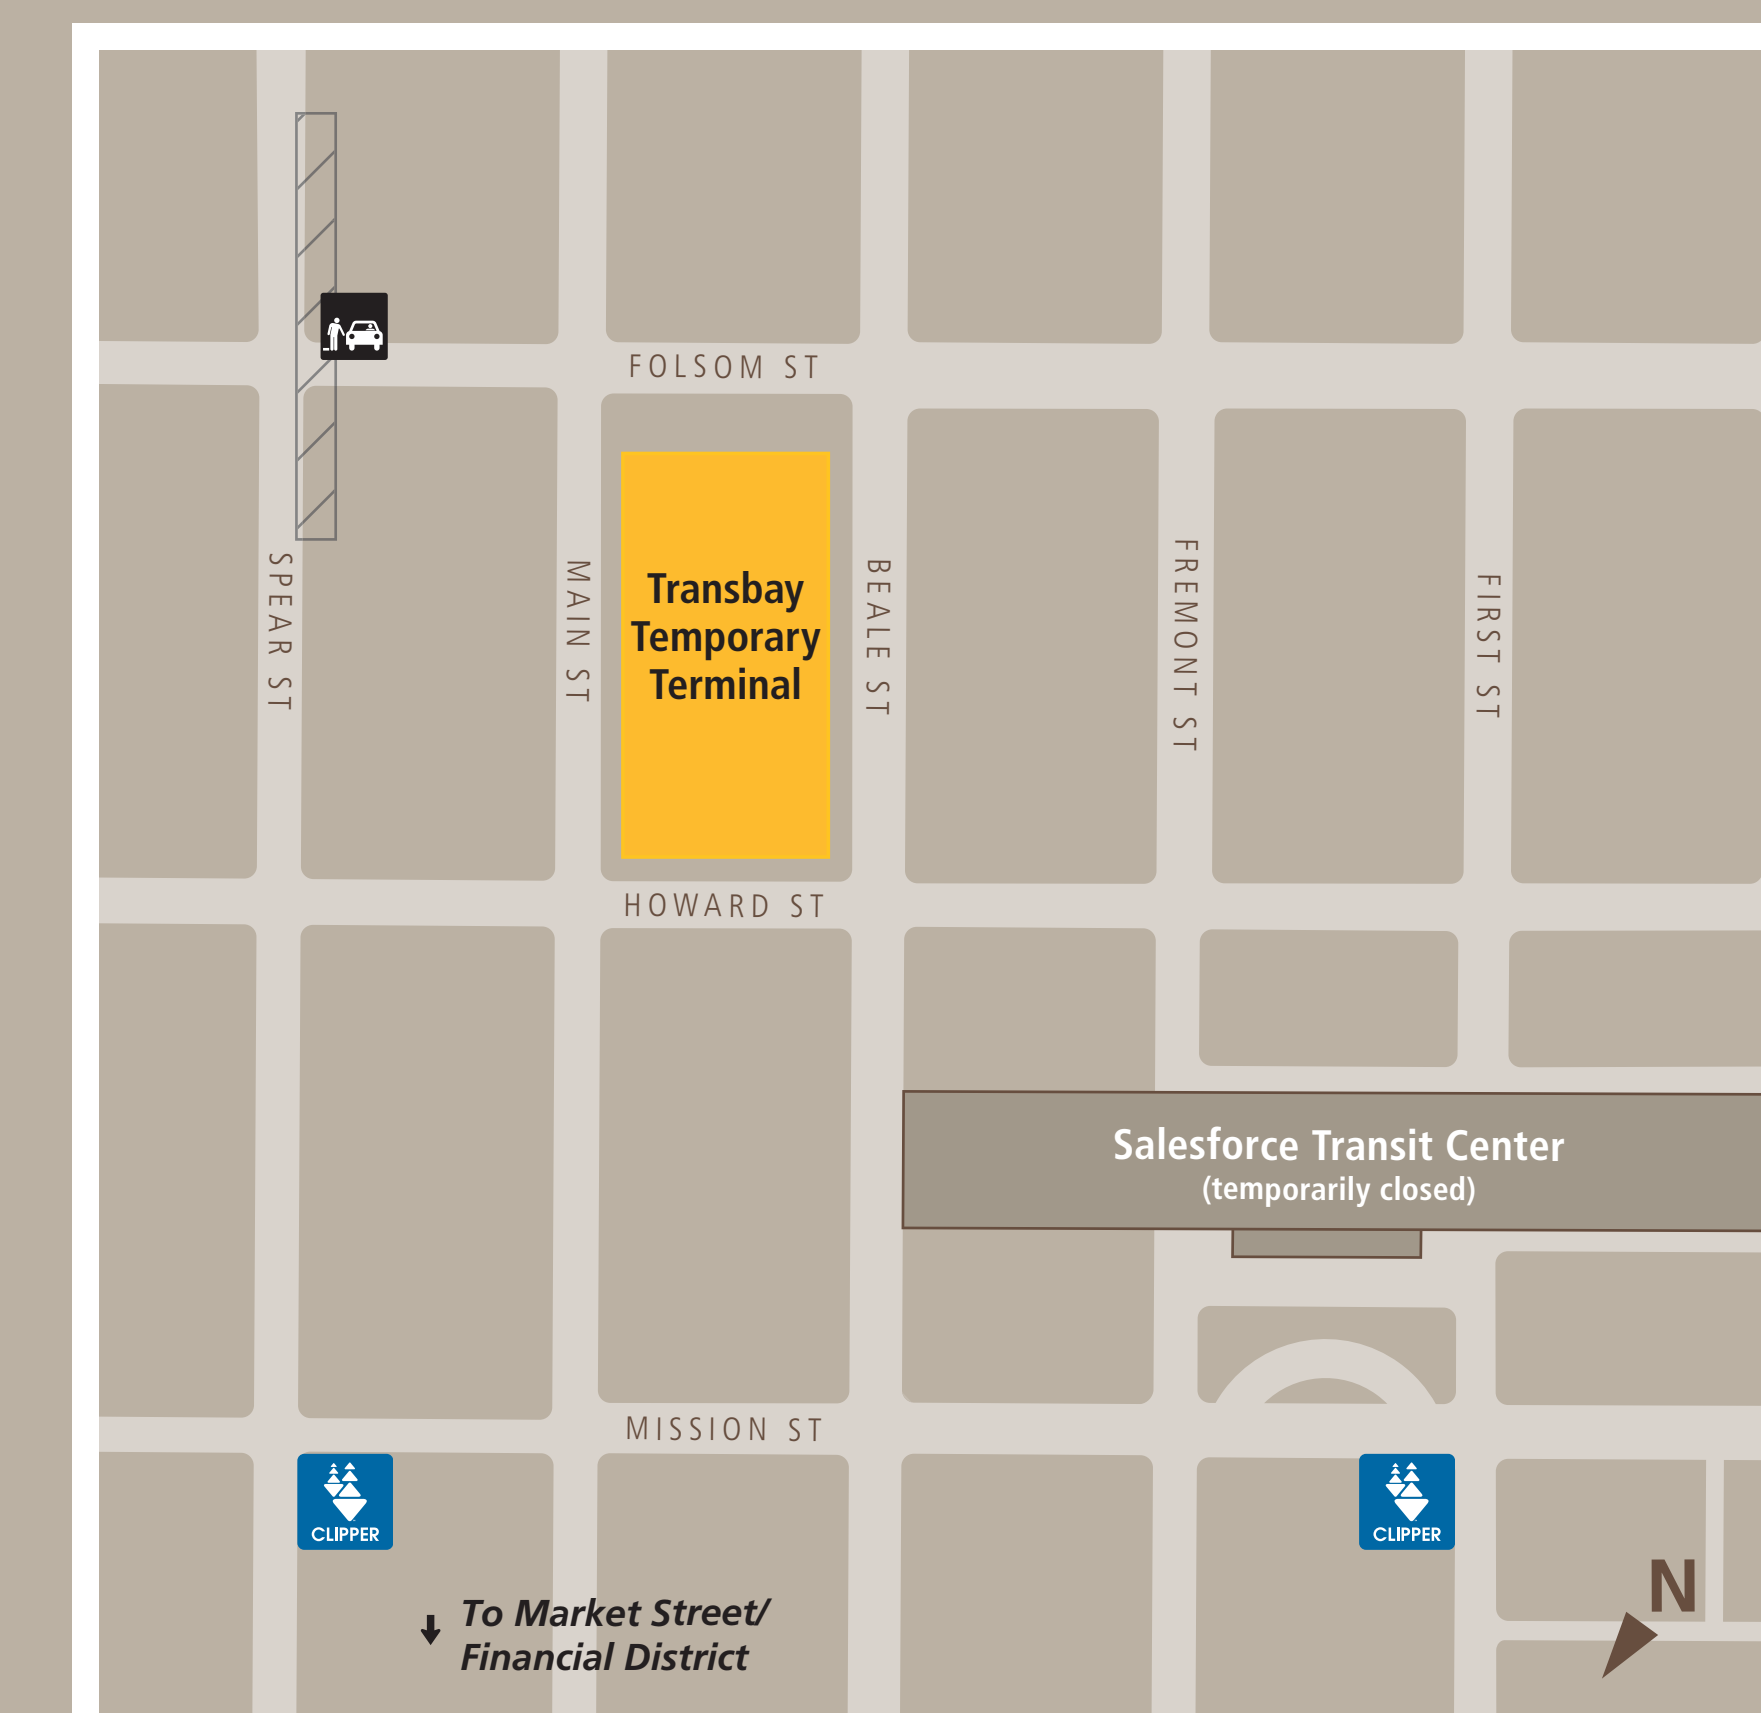 FOLSOM ST
SPEAR ST
MAIN ST
Transbay
Temporary
Terminal
BEALE ST
FREMONT ST
FIRST ST
HOWARD ST
Salesforce Transit Center
(temporarily closed)
MISSION ST
CLIPPER
CLIPPER
To Market Street/
Financial District
N